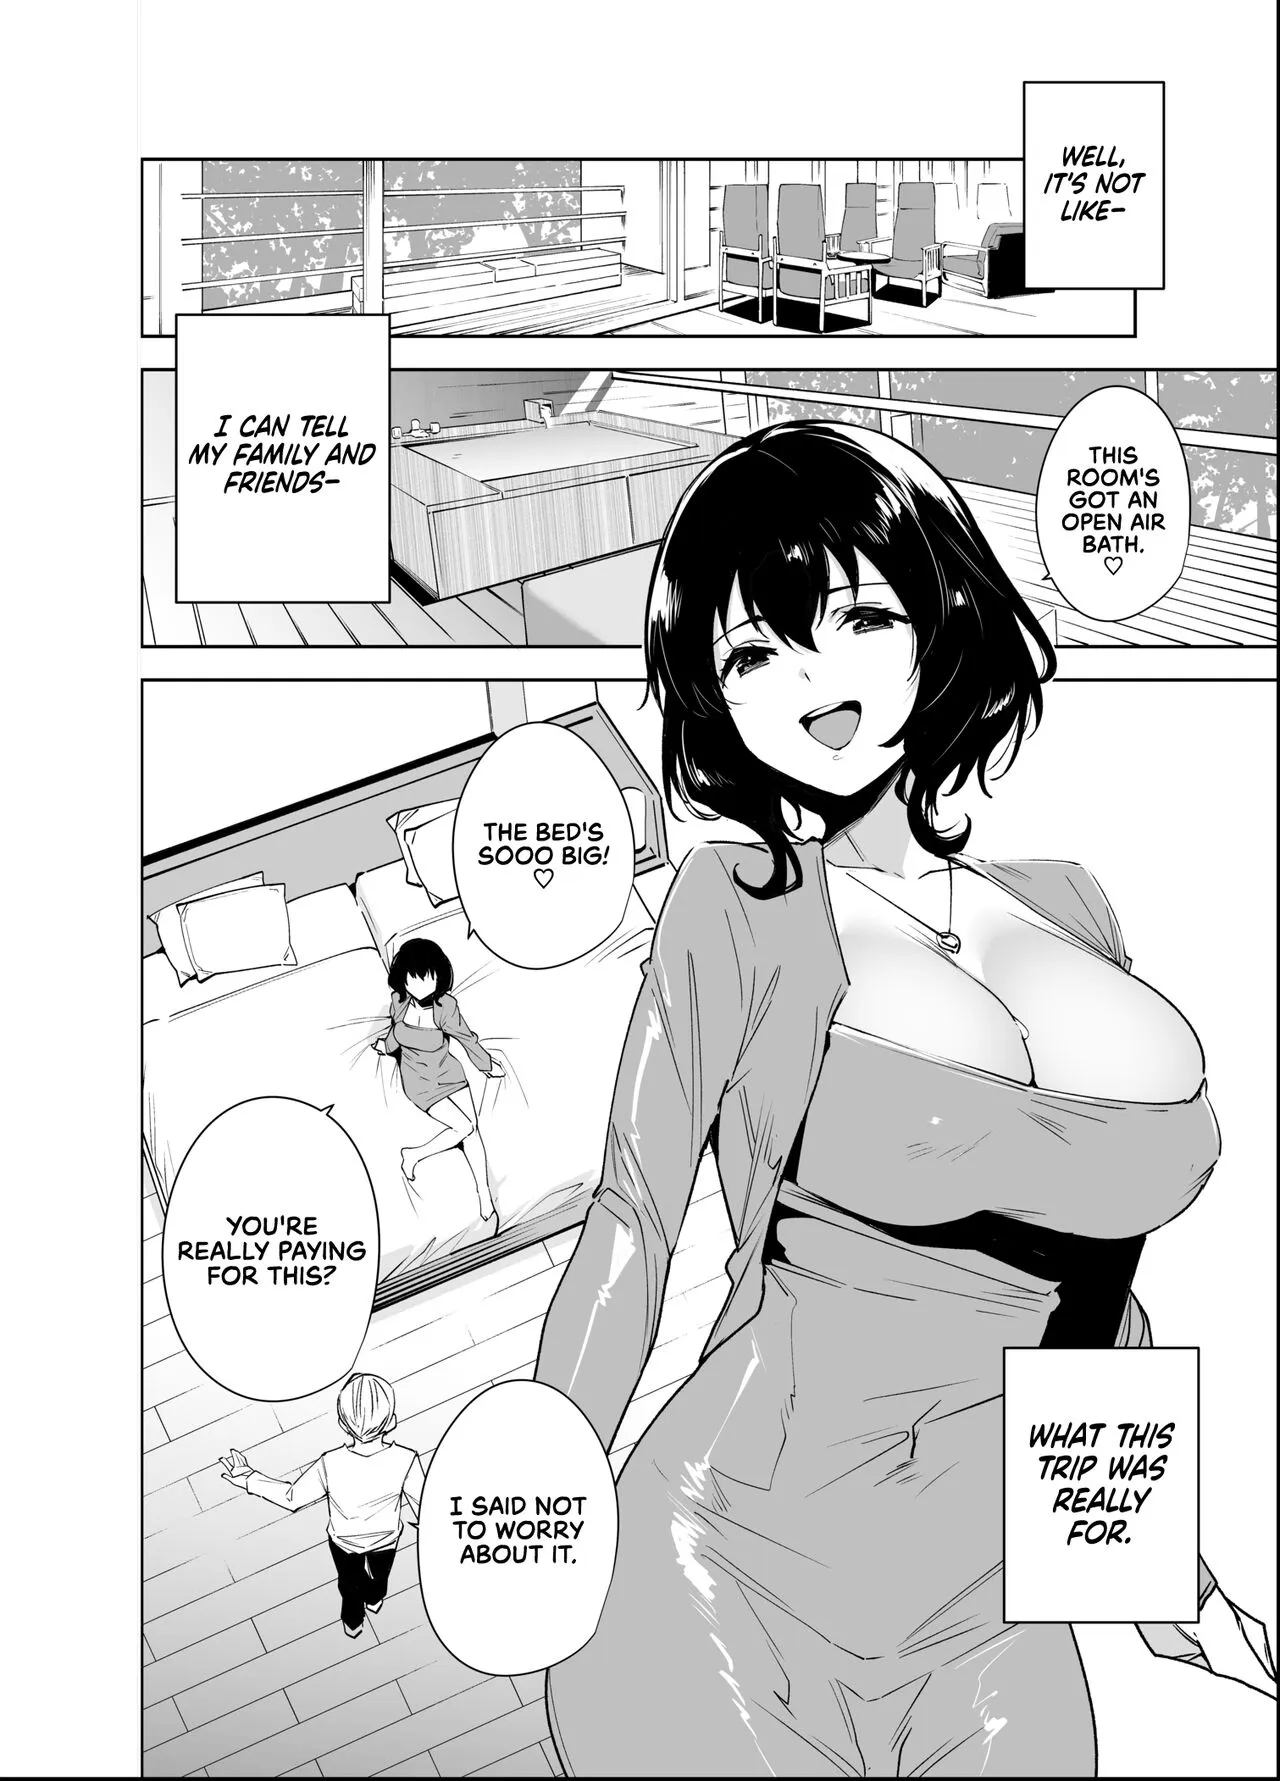 WELL,
IT'S NOT
LIKE-
I CAN TELL
MY FAMILY AND
FRIENDS-
THIS
ROOM'S
GOT AN
OPEN AIR
BATH.
♡
THE BED'S
SOOO BIG!
♡
YOU'RE
REALLY PAYING
FOR THIS?
I SAID NOT
TO WORRY
ABOUT IT.
WHAT THIS
TRIP WAS
REALLY
FOR.